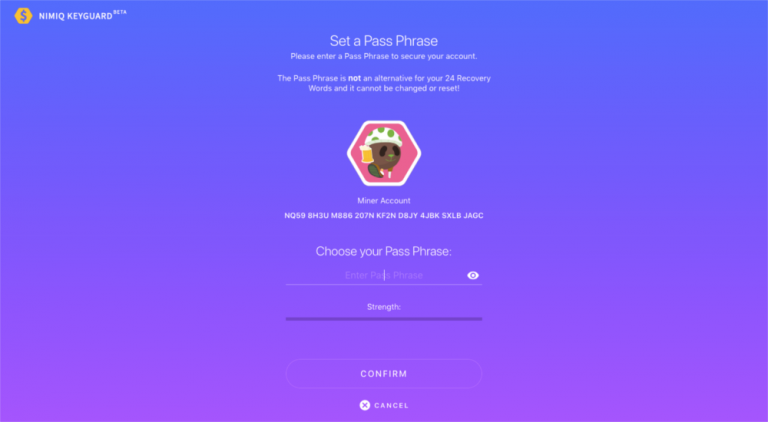 NIMIQ KEYGUARD BETA
Set a Pass Phrase
Please enter a Pass Phrase to secure your account.
The Pass Phrase is not an alternative for your 24 Recovery
Words and it cannot be changed or reset!
Miner Account
NQ59 8H3U M886 207N KF2N D8JY 4JBK SXLB JAGC
Choose your Pass Phrase:
Enter Pass Phrase
Strength:
CONFIRM
CANCEL